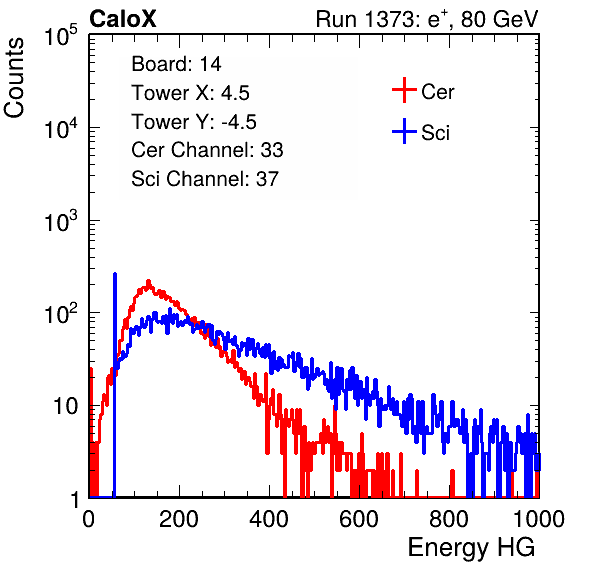 CaloX Run 1373: e⁺, 80 GeV
Counts
Board: 14
Tower X: 4.5
Tower Y: -4.5
Cer Channel: 33
Sci Channel: 37
Cer
Sci
10⁵
10⁴
10³
10²
10
1
0 200 400 600 800 1000
Energy HG